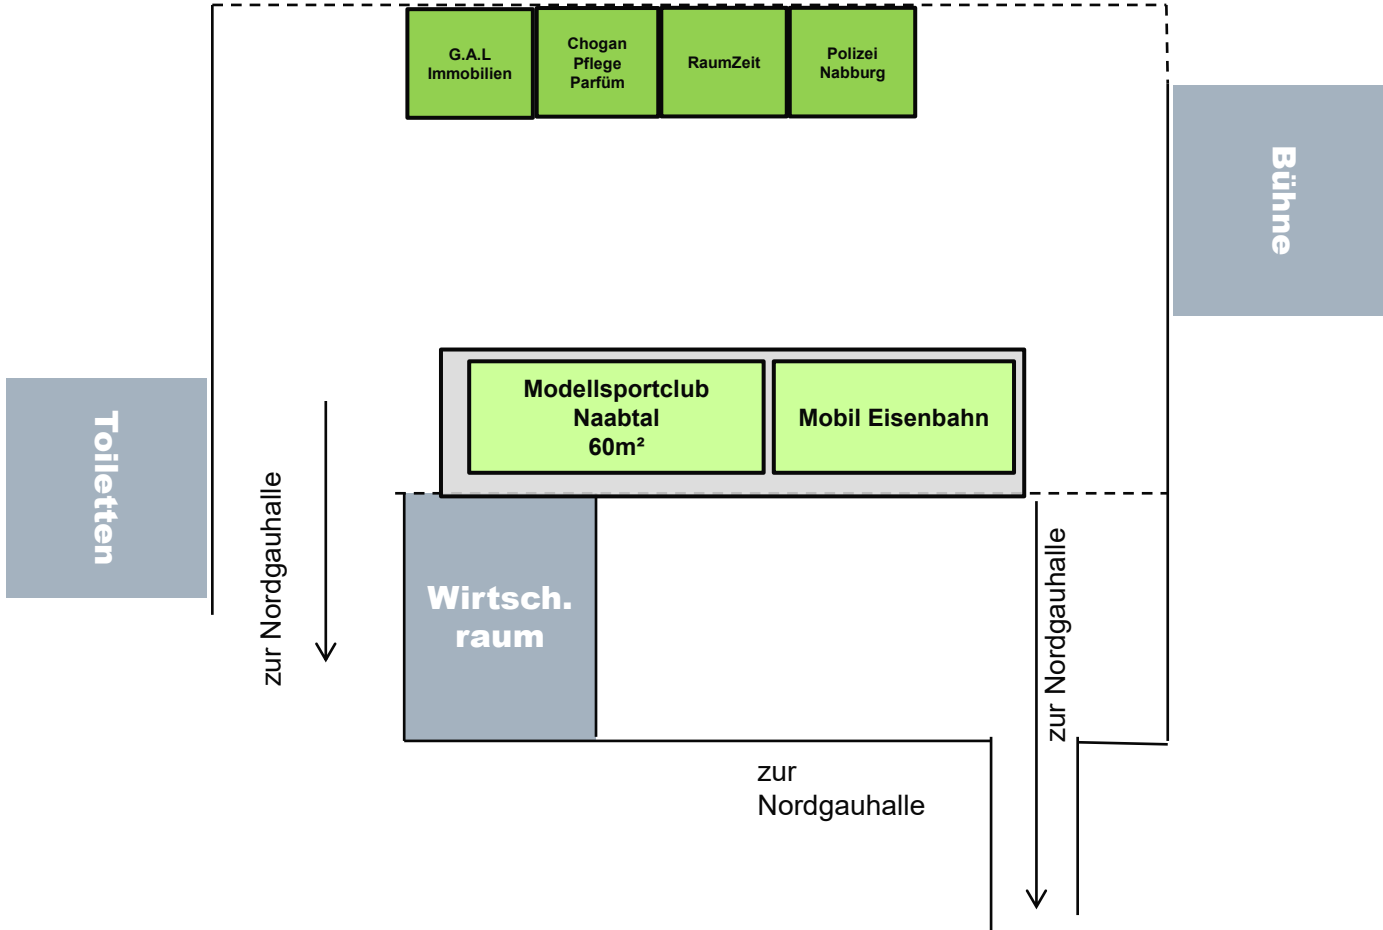 G.A.L
Immobilien
Chogan
Pflege
Parfüm
RaumZeit
Polizei
Nabburg
Bühne
Modellsportclub
Naabtal
60m²
Mobil Eisenbahn
Toiletten
zur Nordgauhalle
Wirtsch.
raum
zur Nordgauhalle
zur
Nordgauhalle